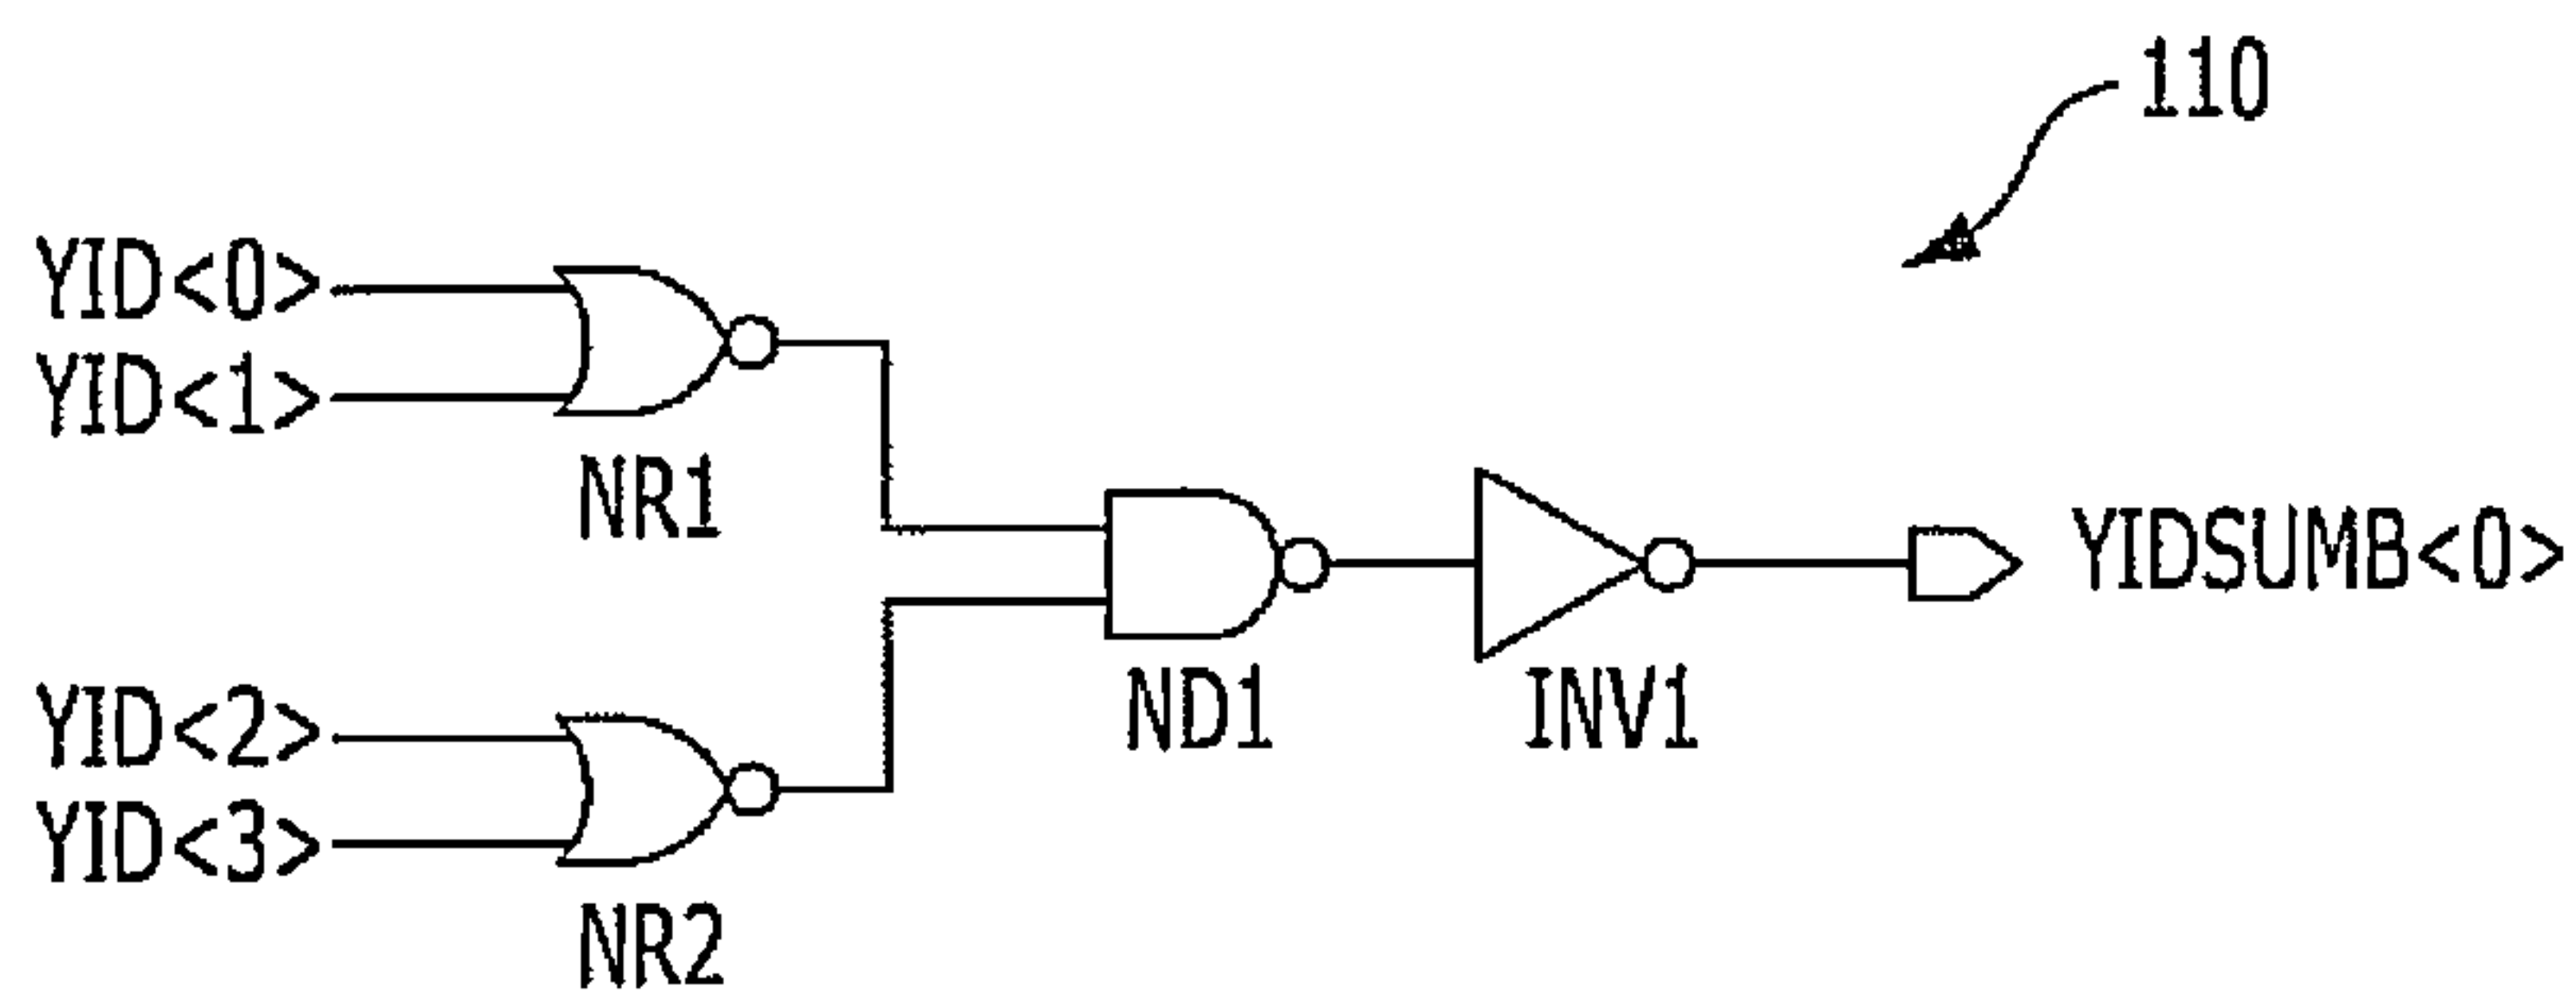 110
YID<0>
YID<1>
NR1
YIDSUMB<0>
ND1
INV1
YID<2>
YID<3>
NR2